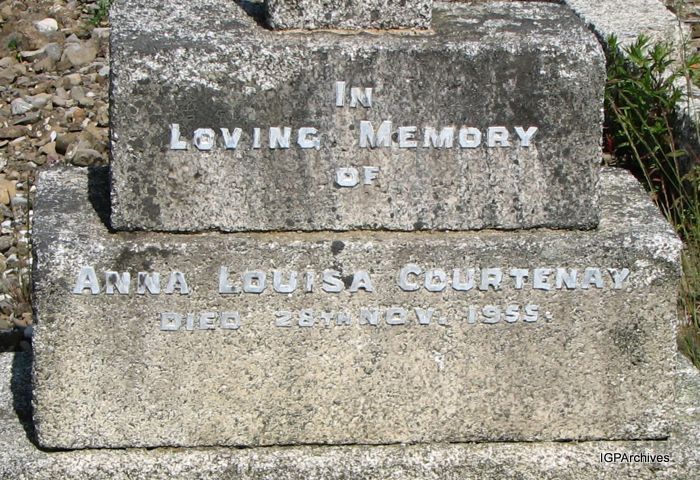 IN
LOVING MEMORY
OF
ANNA LOUISA COURTENAY
DIED 28TH NOV. 1955.
IGPArchives.